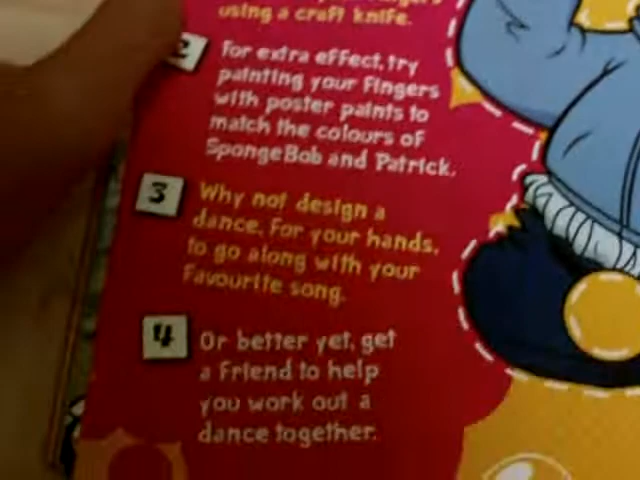 using a craft knife.
2 For extra effect, try
painting your fingers
with poster paints to
match the colours of
SpongeBob and Patrick.
3 Why not design a
dance, for your hands,
to go along with your
favourite song.
4 Or better yet, get
a friend to help
you work out a
dance together.